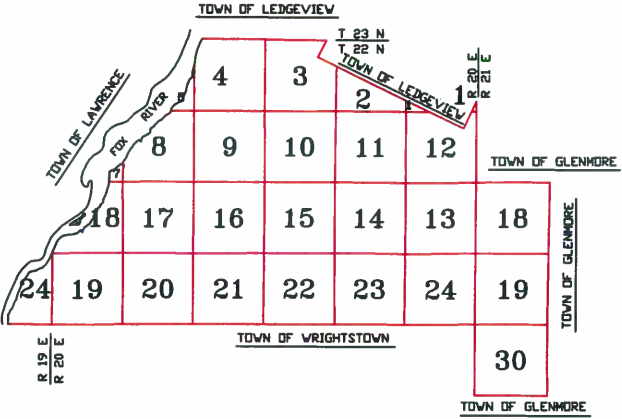 TOWN OF LEDGEVIEW
T 23 N
T 22 N
TOWN OF LEDGEVIEW
R 20 E
R 21 E
TOWN OF LAWRENCE
FOX RIVER
4 3 2 1
8 9 10 11 12
TOWN OF GLENMORE
18 17 16 15 14 13 18
TOWN OF GLENMORE
24 19 20 21 22 23 24 19
TOWN OF WRIGHTSTOWN
R 19 E
R 20 E
30
TOWN OF GLENMORE